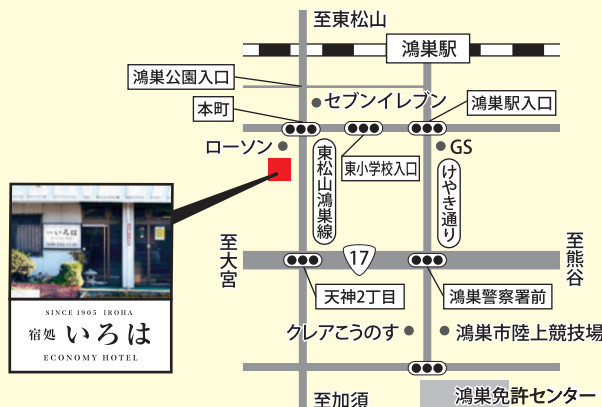 至東松山
鴻巣駅
鴻巣公園入口
セブンイレブン
本町
鴻巣駅入口
ローソン
東松山鴻巣線
東小学校入口
GS
けやき通り
至大宮
17
至熊谷
天神2丁目
鴻巣警察署前
いろは
SINCE 1905 IROHA
宿処 いろは
ECONOMY HOTEL
クレアこうのす
鴻巣市陸上競技場
至加須
鴻巣免許センター